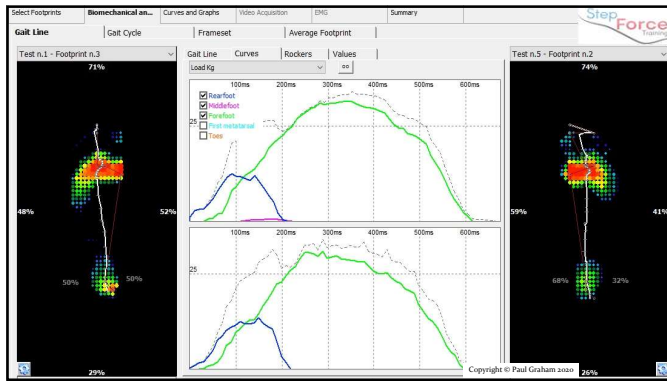 Select Footprints Biomechanical an... Curves and Graphs Video Acquisition EMG Summary
Step Force Training
Gait Line Gait Cycle Frameset Average Footprint
Test n.1 - Footprint n.3
71%
48%
52%
50%
50%
29%
Gait Line Curves Rockers Values
Load Kg
100ms 200ms 300ms 400ms 500ms 600ms
Rearfoot
Middlefoot
Forefoot
First metatarsal
Toes
25
100ms 200ms 300ms 400ms 500ms 600ms
25
Test n.5 - Footprint n.2
74%
59%
41%
68%
32%
26%
Copyright © Paul Graham 2020